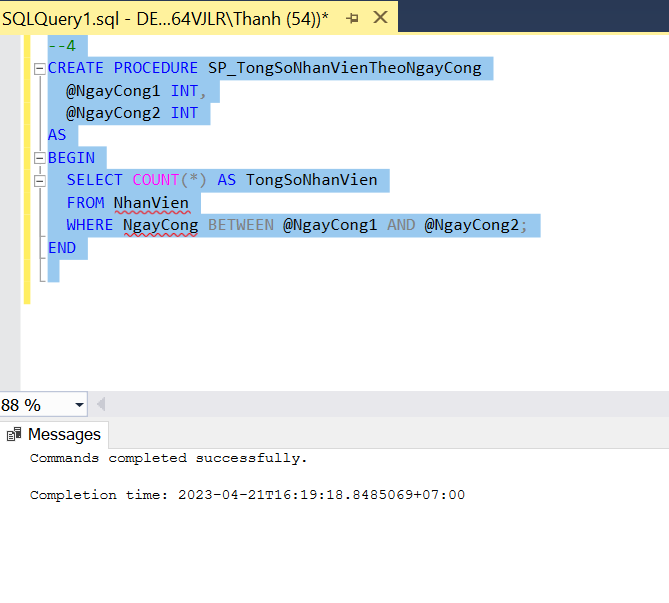 SQLQuery1.sql - DE...64VJLR\Thanh (54))*
--4
CREATE PROCEDURE SP_TongSoNhanVienTheoNgayCong
@NgayCong1 INT,
@NgayCong2 INT
AS
BEGIN
SELECT COUNT(*) AS TongSoNhanVien
FROM NhanVien
WHERE NgayCong BETWEEN @NgayCong1 AND @NgayCong2;
END
88 %
Messages
Commands completed successfully.
Completion time: 2023-04-21T16:19:18.8485069+07:00